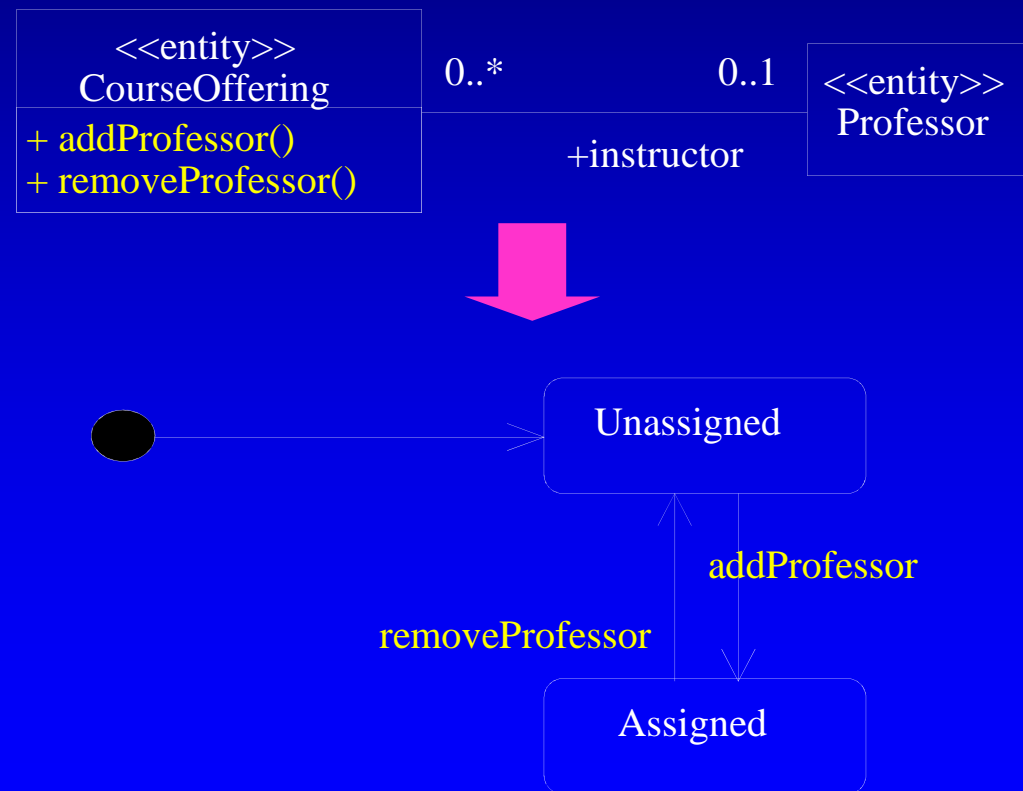 <<entity>>
CourseOffering
+ addProfessor()
+ removeProfessor()
0..*
0..1
+instructor
<<entity>>
Professor
Unassigned
addProfessor
removeProfessor
Assigned